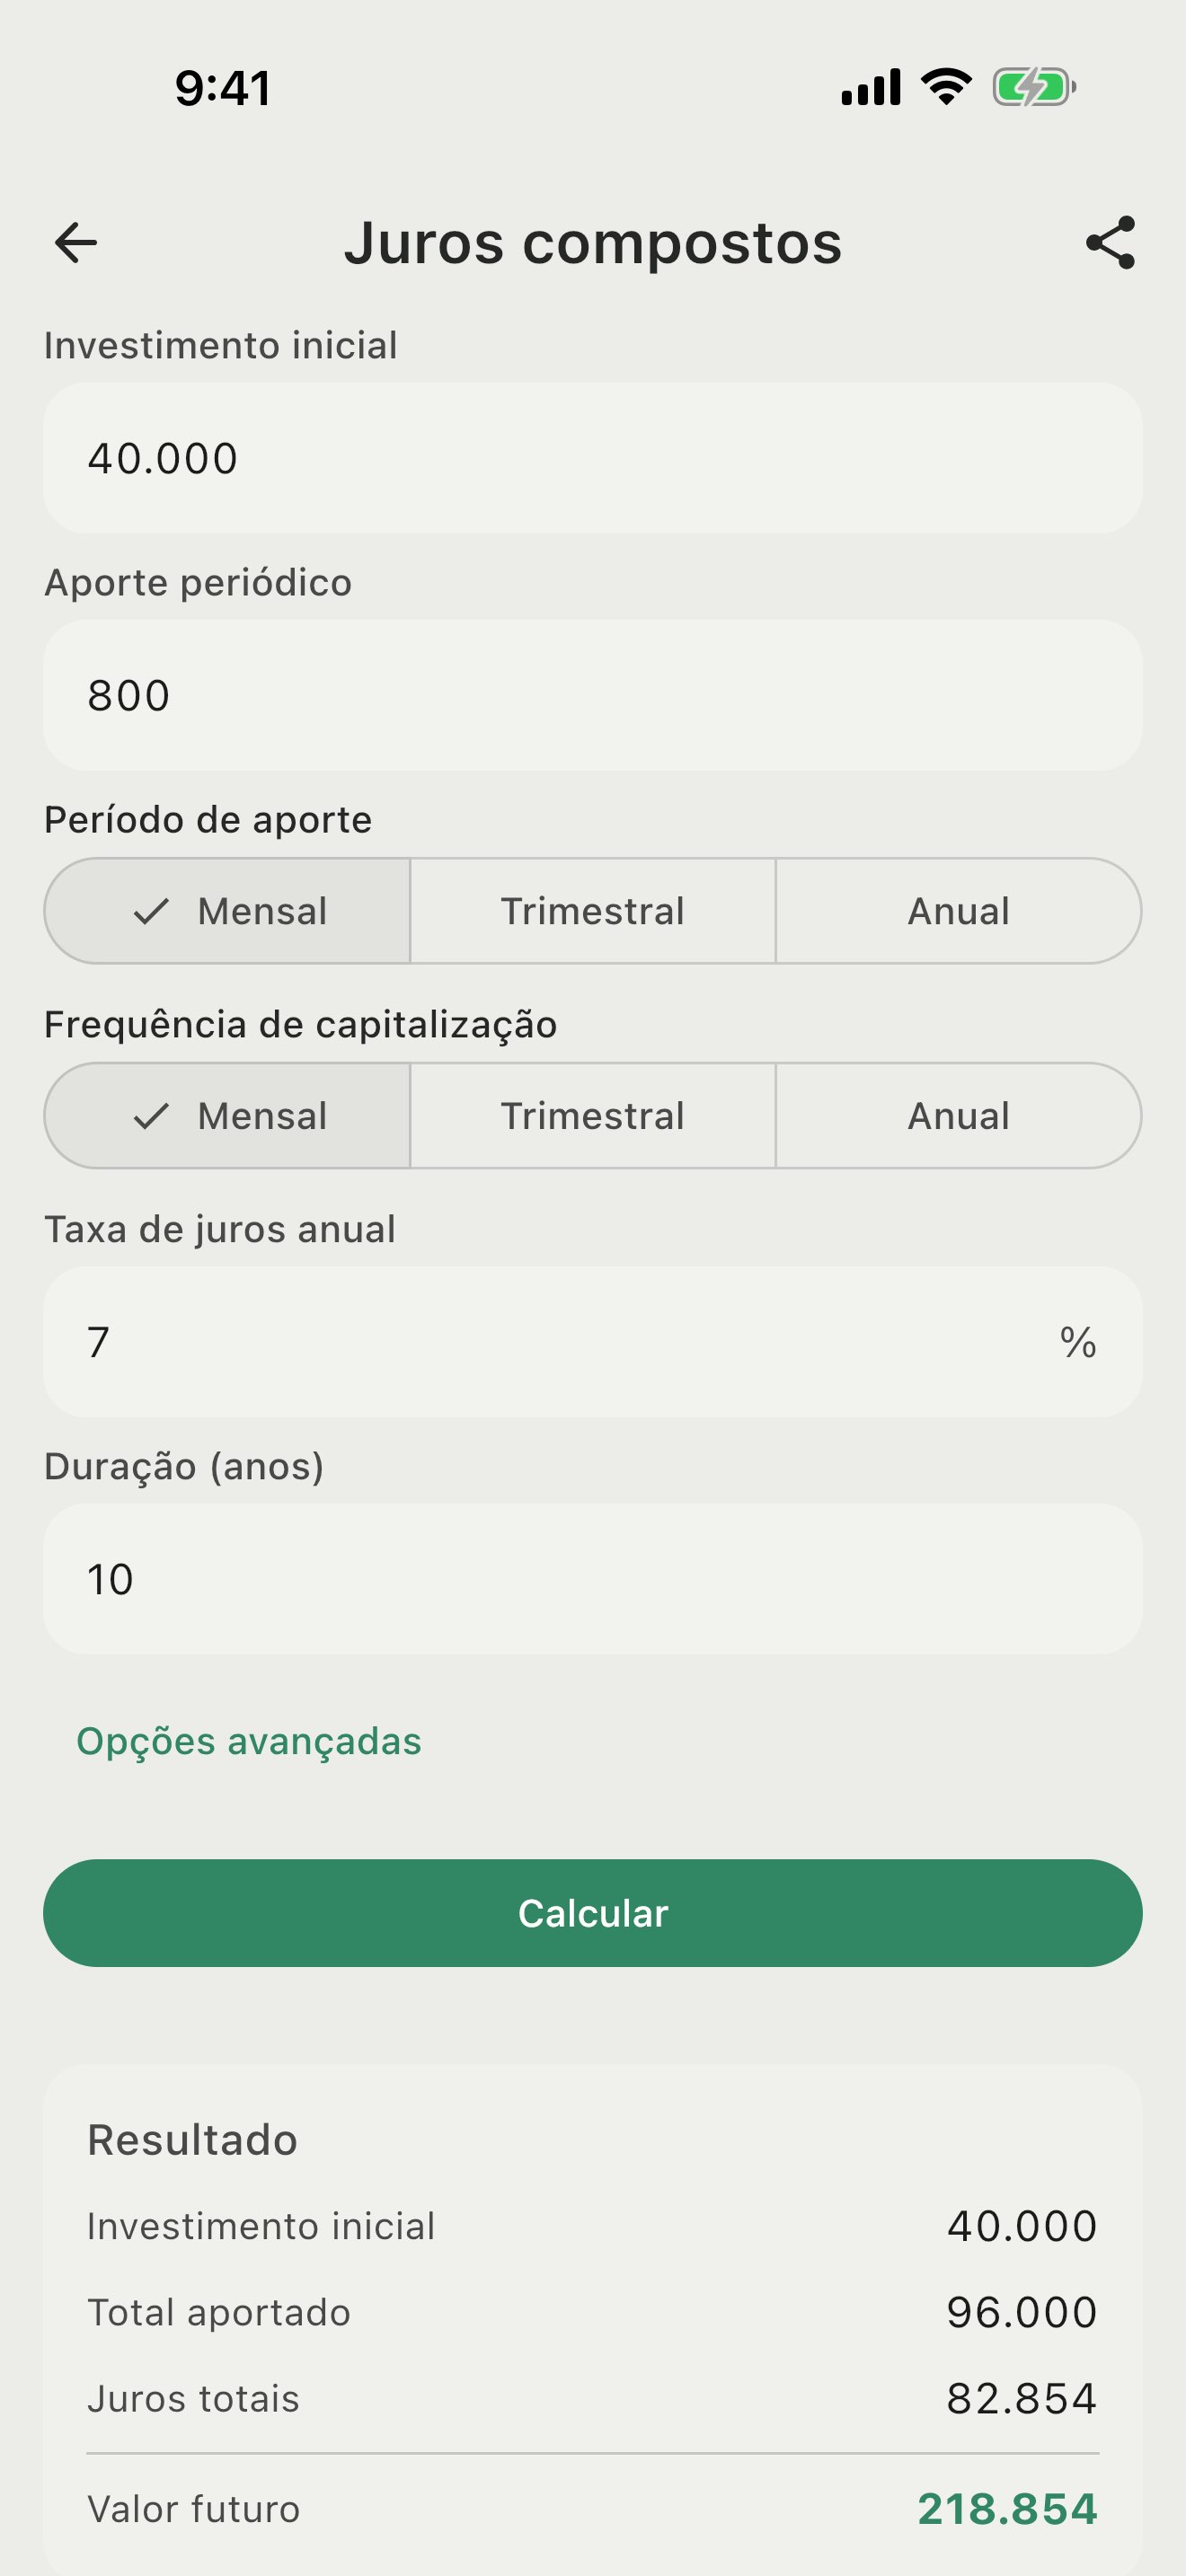 9:41
Juros compostos
Investimento inicial
40.000
Aporte periódico
800
Período de aporte
Mensal Trimestral Anual
Frequência de capitalização
Mensal Trimestral Anual
Taxa de juros anual
7 %
Duração (anos)
10
Opções avançadas
Calcular
Resultado
Investimento inicial 40.000
Total aportado 96.000
Juros totais 82.854
Valor futuro 218.854